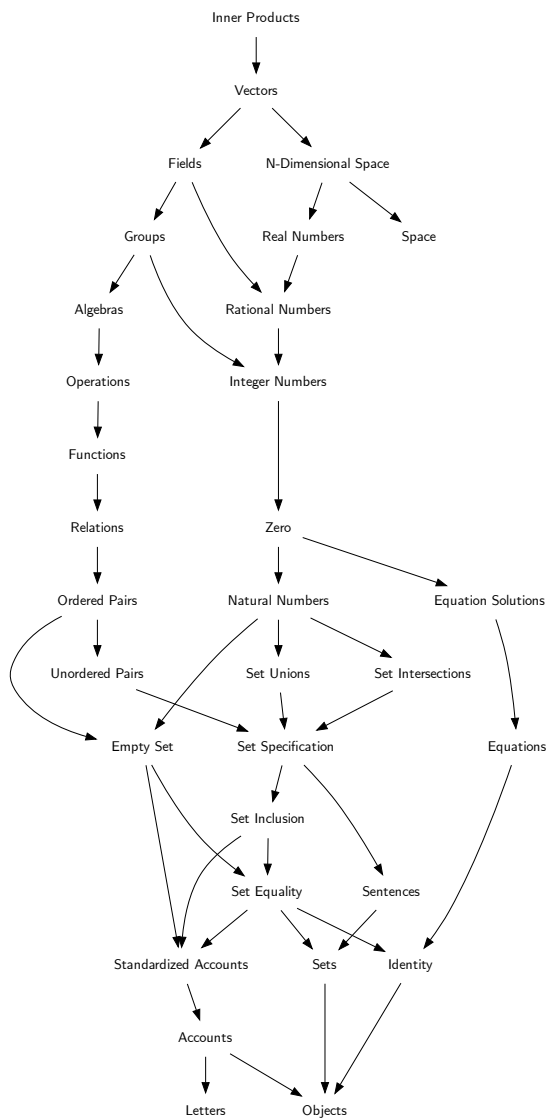 Inner Products
Vectors
Fields
N-Dimensional Space
Groups
Real Numbers
Space
Algebras
Rational Numbers
Operations
Integer Numbers
Functions
Relations
Zero
Ordered Pairs
Natural Numbers
Equation Solutions
Unordered Pairs
Set Unions
Set Intersections
Empty Set
Set Specification
Equations
Set Inclusion
Set Equality
Sentences
Standardized Accounts
Sets
Identity
Accounts
Letters
Objects